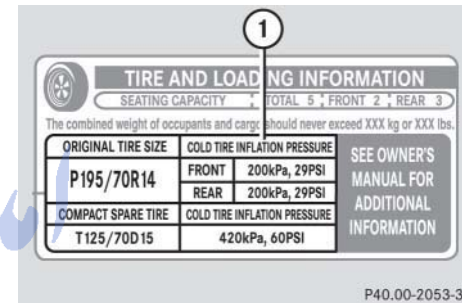 1
TIRE AND LOADING INFORMATION
SEATING CAPACITY TOTAL 5 FRONT 2 REAR 3
The combined weight of occupants and cargo should never exceed XXX kg or XXX lbs.
ORIGINAL TIRE SIZE COLD TIRE INFLATION PRESSURE SEE OWNER'S MANUAL FOR ADDITIONAL INFORMATION
P195/70R14 FRONT 200kPa, 29PSI
REAR 200kPa, 29PSI
COMPACT SPARE TIRE COLD TIRE INFLATION PRESSURE
T125/70D15 420kPa, 60PSI
P40.00-2053-3